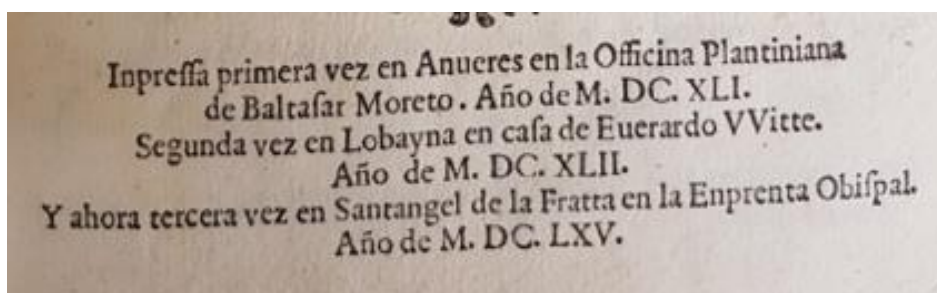 Inpreſſa primera vez en Anueres en la Officina Plantiniana
de Baltaſar Moreto. Año de M. DC. XLI.
Segunda vez en Lobayna en caſa de Euerardo VVitte.
Año de M. DC. XLII.
Y ahora tercera vez en Santangel de la Fratta en la Enprenta Obiſpal.
Año de M. DC. LXV.